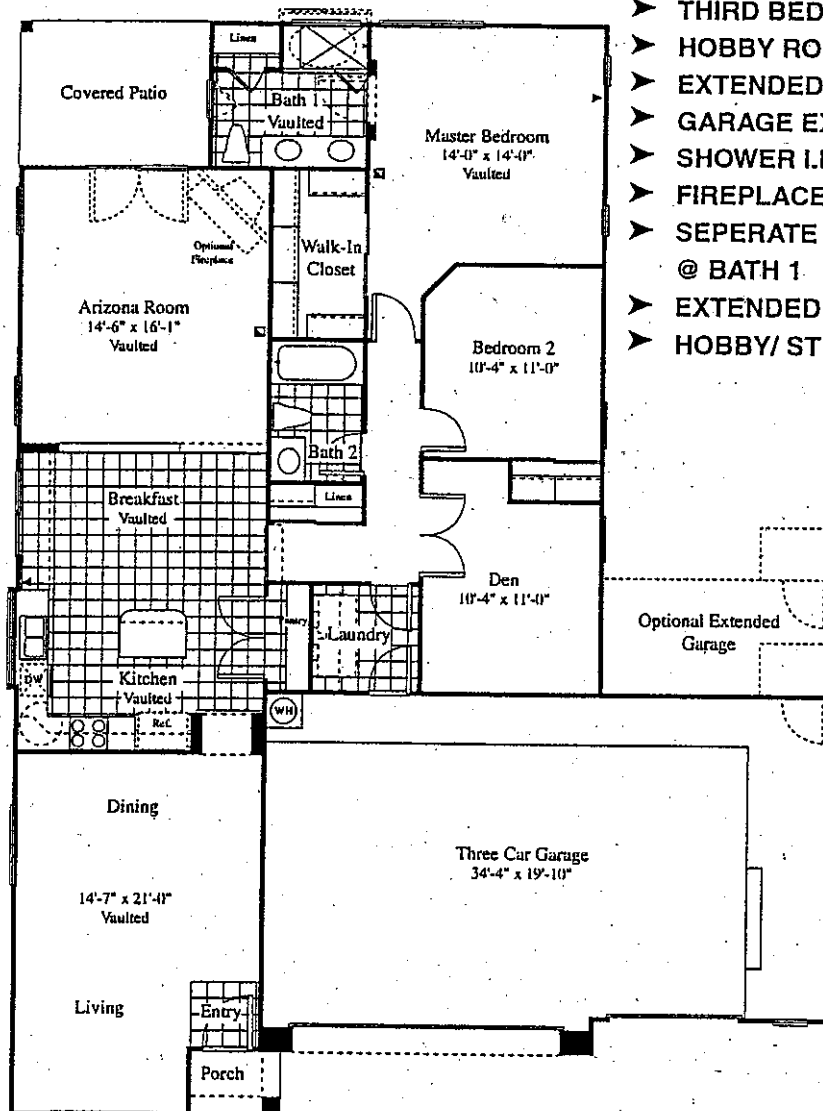 THIRD BED
HOBBY RO
EXTENDED
GARAGE EX
SHOWER I.
FIREPLACE
SEPERATE
@ BATH 1
EXTENDED
HOBBY/ ST
Covered Patio
Linen
Bath 1
Vaulted
Master Bedroom
14'-0" x 14'-0"
Vaulted
Optional
Fireplace
Walk-In
Closet
Arizona Room
14'-6" x 16'-1"
Vaulted
Bedroom 2
10'-4" x 11'-0"
Bath 2
Linen
Breakfast
Vaulted
Den
10'-4" x 11'-0"
Optional Extended
Garage
Pantry
Laundry
DW
Kitchen
Vaulted
Ref.
WH
Dining
14'-7" x 21'-0"
Vaulted
Living
Three Car Garage
34'-4" x 19'-10"
Entry
Porch